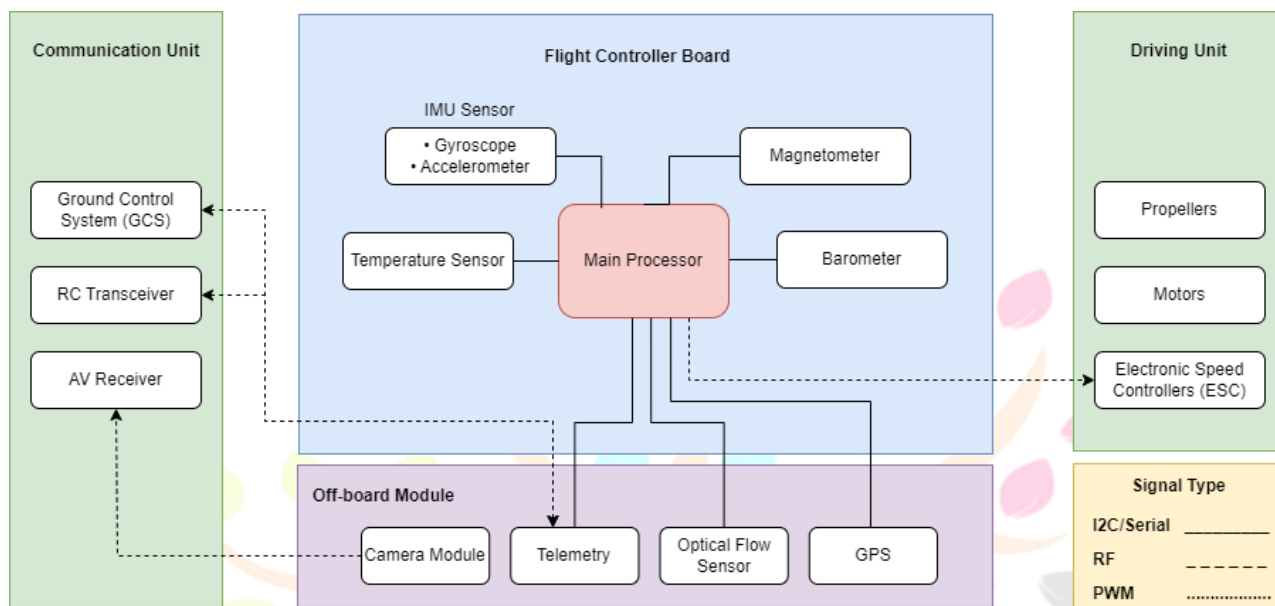 Communication Unit
Ground Control
System (GCS)
RC Transceiver
AV Receiver
Flight Controller Board
IMU Sensor
• Gyroscope
• Accelerometer
Magnetometer
Temperature Sensor
Main Processor
Barometer
Off-board Module
Camera Module
Telemetry
Optical Flow
Sensor
GPS
Driving Unit
Propellers
Motors
Electronic Speed
Controllers (ESC)
Signal Type
I2C/Serial _________
RF _ _ _ _ _ _
PWM ..................